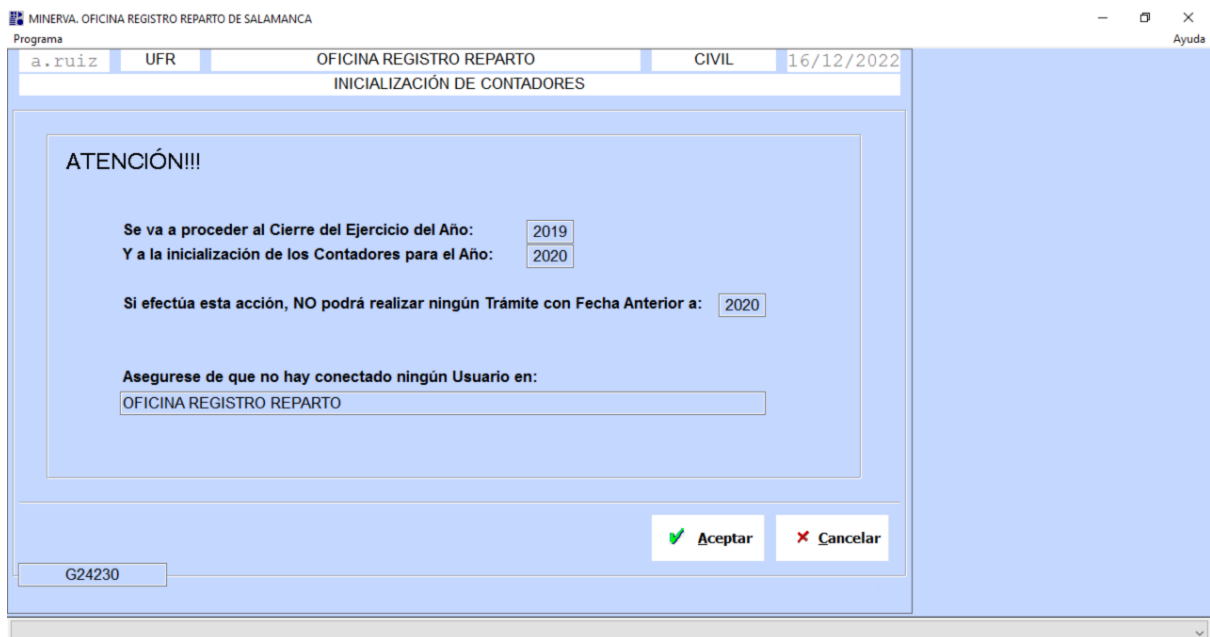 MINERVA. OFICINA REGISTRO REPARTO DE SALAMANCA
Programa Ayuda
a.ruiz UFR OFICINA REGISTRO REPARTO CIVIL 16/12/2022
INICIALIZACIÓN DE CONTADORES
ATENCIÓN!!!
Se va a proceder al Cierre del Ejercicio del Año: 2019
Y a la inicialización de los Contadores para el Año: 2020
Si efectúa esta acción, NO podrá realizar ningún Trámite con Fecha Anterior a: 2020
Asegurese de que no hay conectado ningún Usuario en:
OFICINA REGISTRO REPARTO
Aceptar Cancelar
G24230